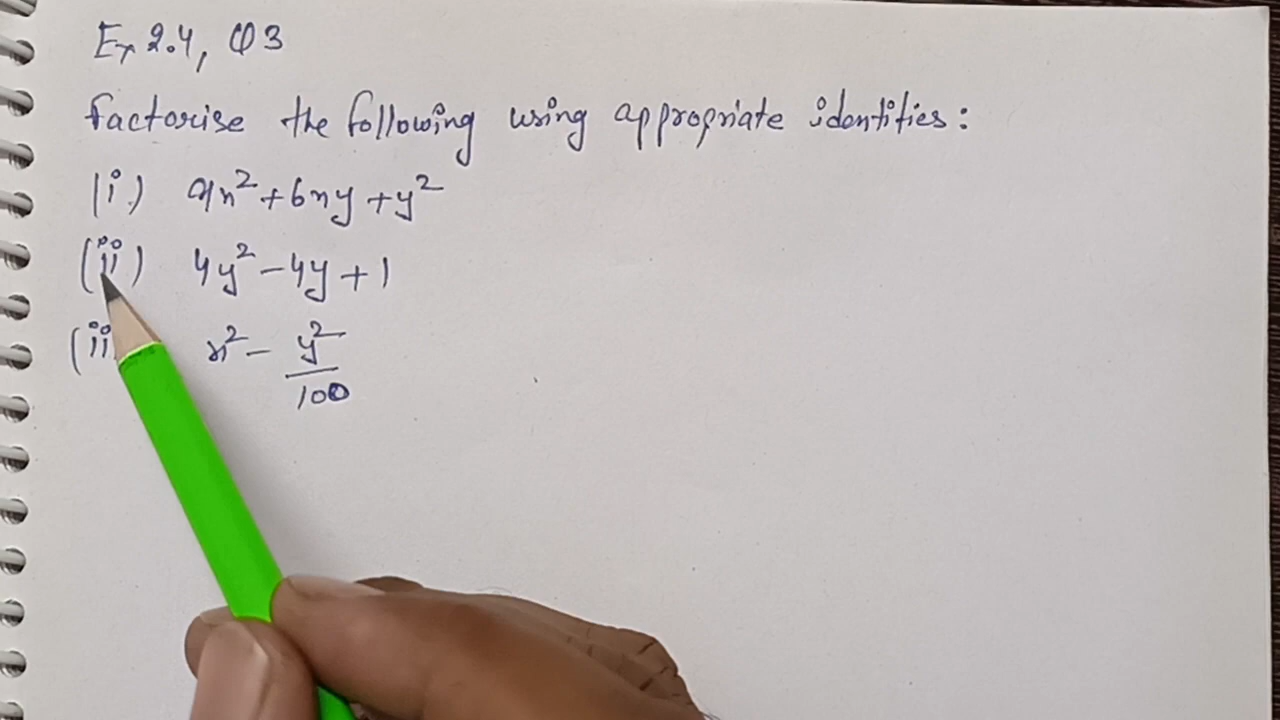 Ex 2.4, Q3
Factorise the following using appropriate identities:
(i) 9x²+6xy+y²
(ii) 4y²-4y+1
(ii x²-y²/100